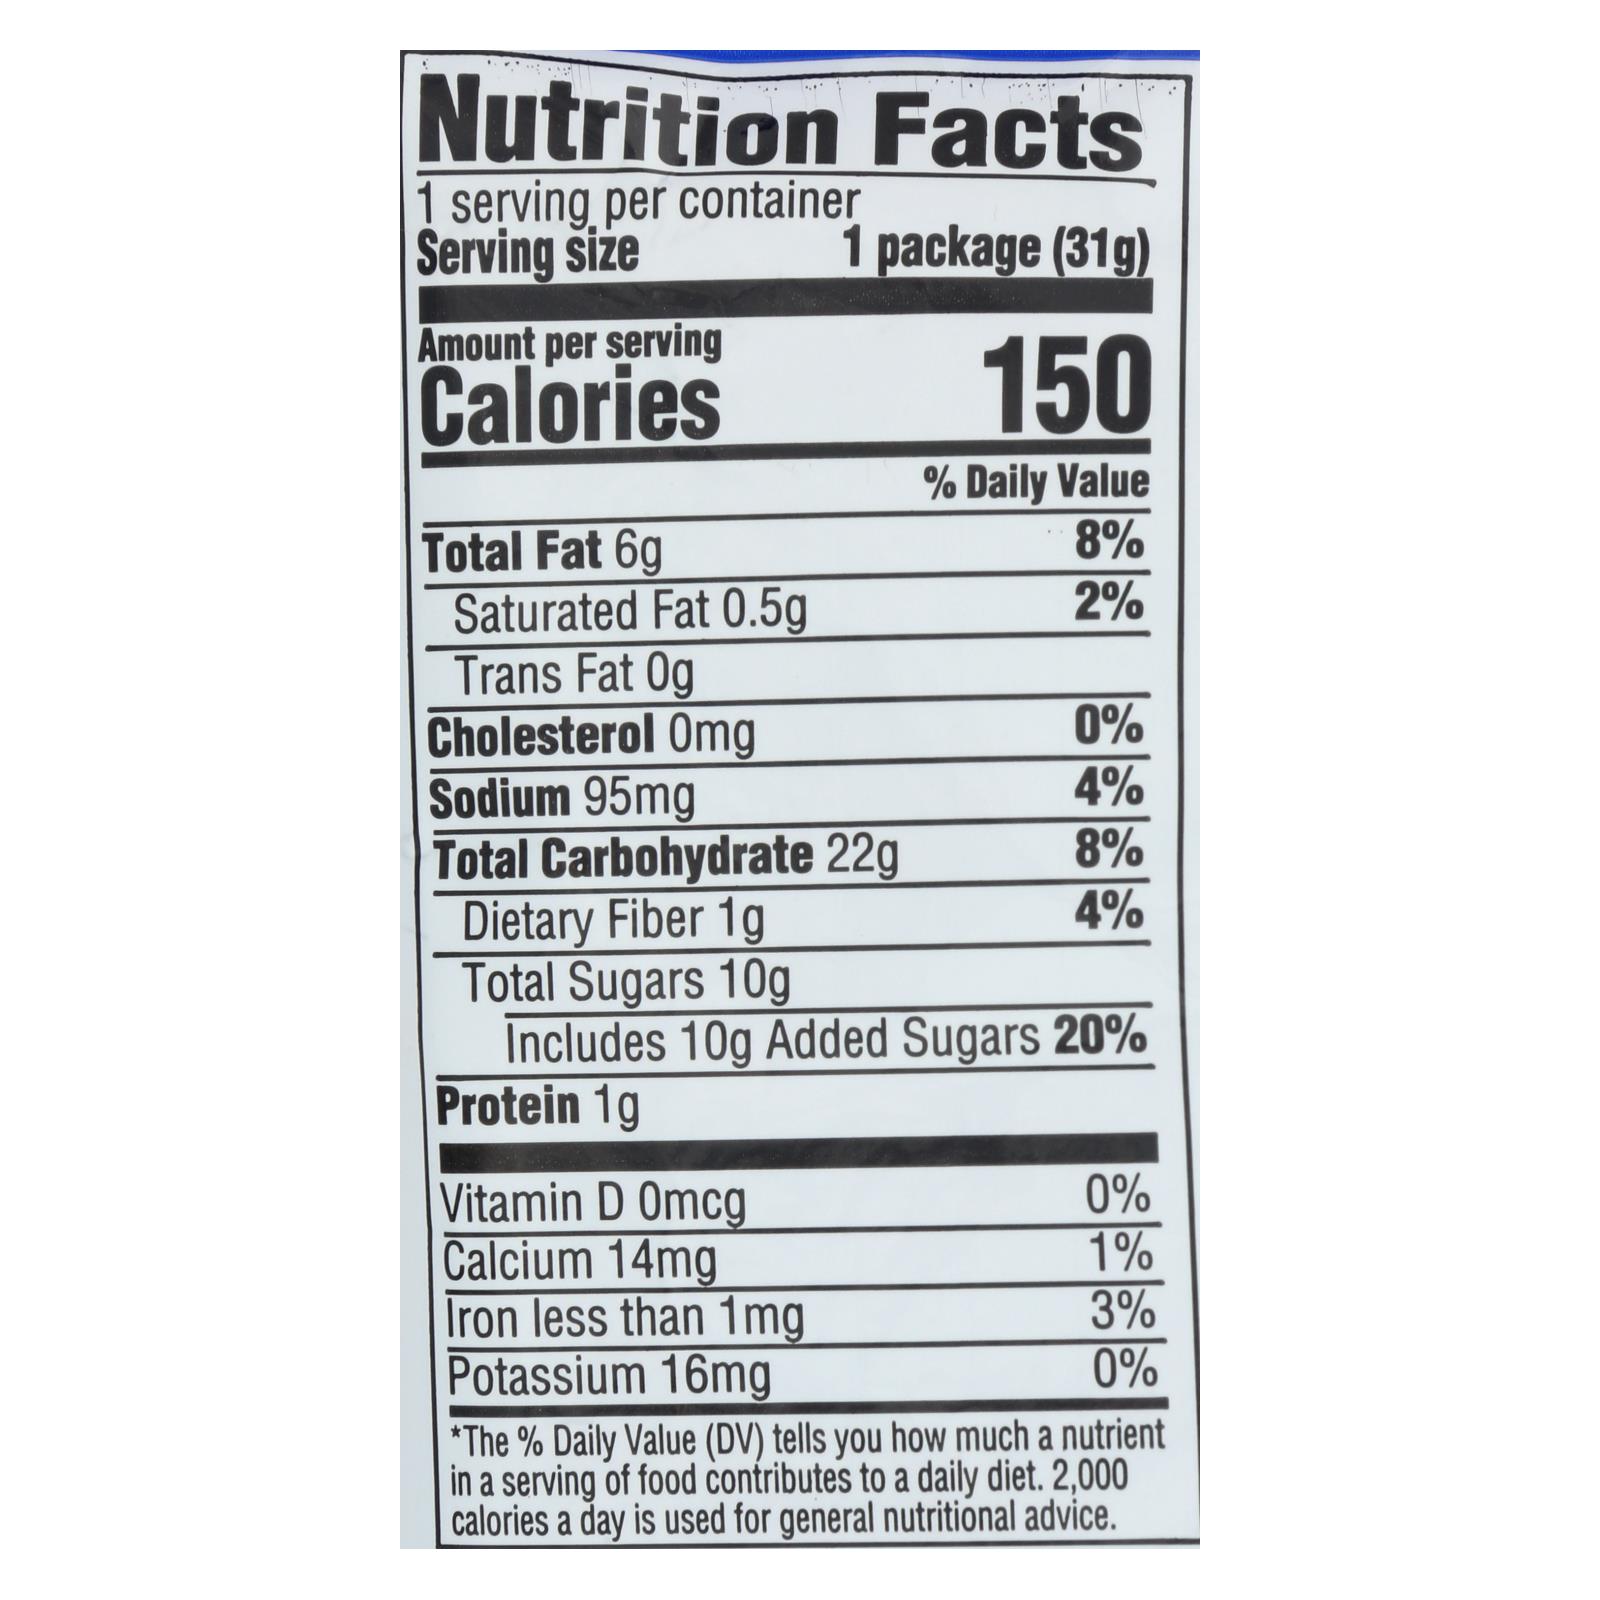 Nutrition Facts
1 serving per container
Serving size 1 package (31g)
Amount per serving
Calories 150
% Daily Value
Total Fat 6g 8%
Saturated Fat 0.5g 2%
Trans Fat 0g
Cholesterol 0mg 0%
Sodium 95mg 4%
Total Carbohydrate 22g 8%
Dietary Fiber 1g 4%
Total Sugars 10g
Includes 10g Added Sugars 20%
Protein 1g
Vitamin D 0mcg 0%
Calcium 14mg 1%
Iron less than 1mg 3%
Potassium 16mg 0%
*The % Daily Value (DV) tells you how much a nutrient
in a serving of food contributes to a daily diet. 2,000
calories a day is used for general nutritional advice.